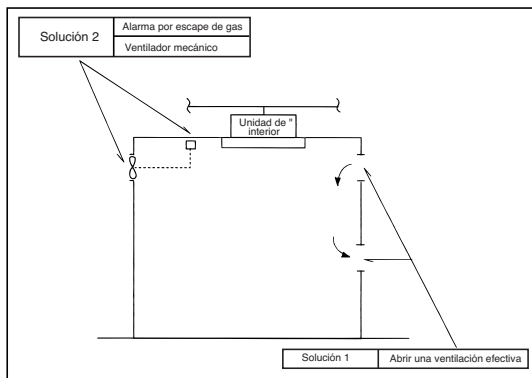 Solución 2
Alarma por escape de gas
Ventilador mecánico
Unidad de "
interior
Solución 1
Abrir una ventilación efectiva